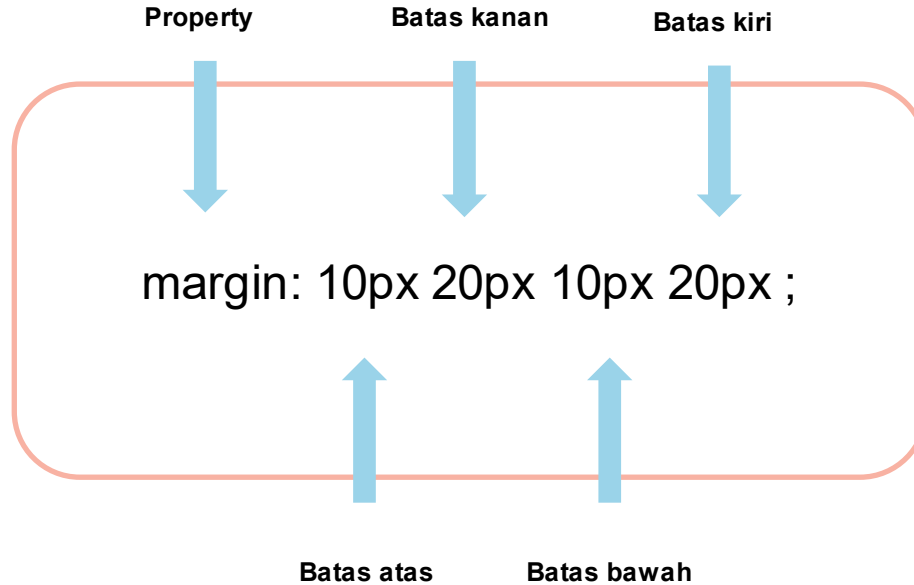 Property
Batas kanan
Batas kiri
margin: 10px 20px 10px 20px ;
Batas atas
Batas bawah